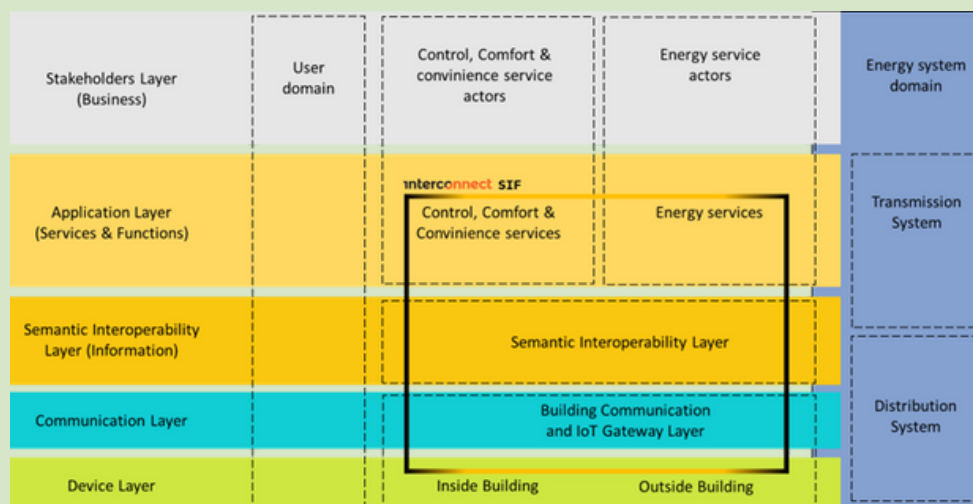 Stakeholders Layer
(Business)
User
domain
Control, Comfort &
convinience service
actors
Energy service
actors
Energy system
domain
interconnect SIF
Application Layer
(Services & Functions)
Control, Comfort &
Convinience services
Energy services
Transmission
System
Semantic Interoperability
Layer (Information)
Semantic Interoperability Layer
Communication Layer
Building Communication
and IoT Gateway Layer
Distribution
System
Device Layer
Inside Building
Outside Building